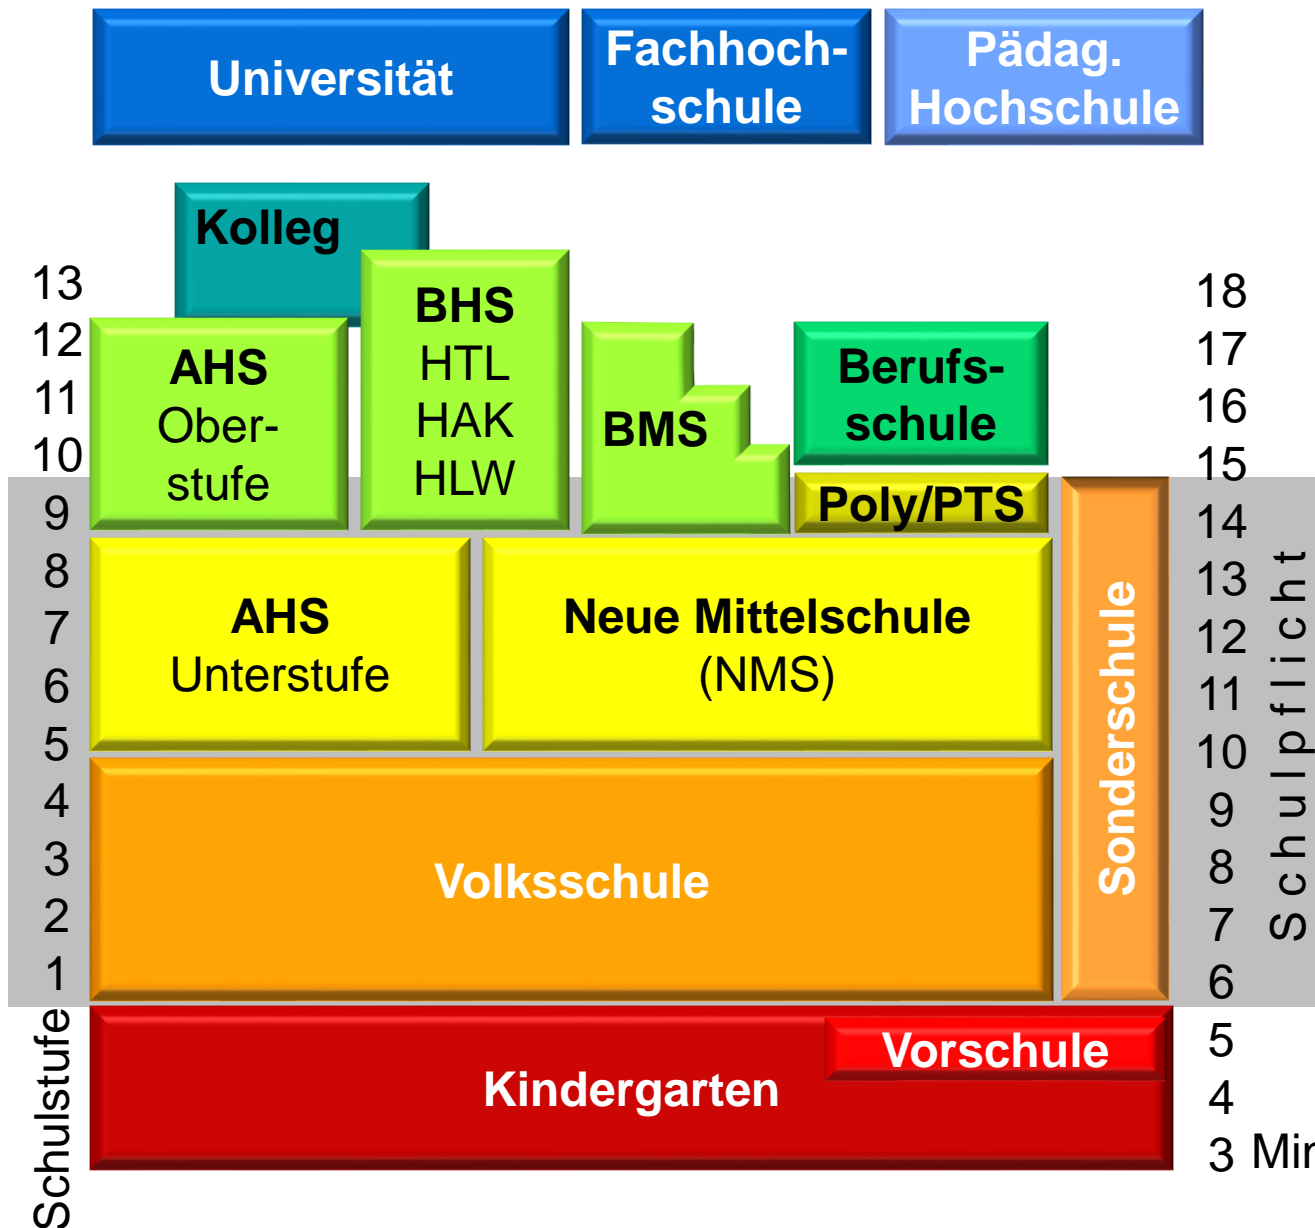 Universität
Fachhoch-
schule
Pädag.
Hochschule
Kolleg
13
12
11
10
9
8
7
6
5
4
3
2
1
Schulstufe
AHS
Ober-
stufe
BHS
HTL
HAK
HLW
BMS
Berufs-
schule
Poly/PTS
AHS
Unterstufe
Neue Mittelschule
(NMS)
Volksschule
Sonderschule
Kindergarten
Vorschule
18
17
16
15
14
13
12
11
10
9
8
7
6
5
4
3
Schulpflicht